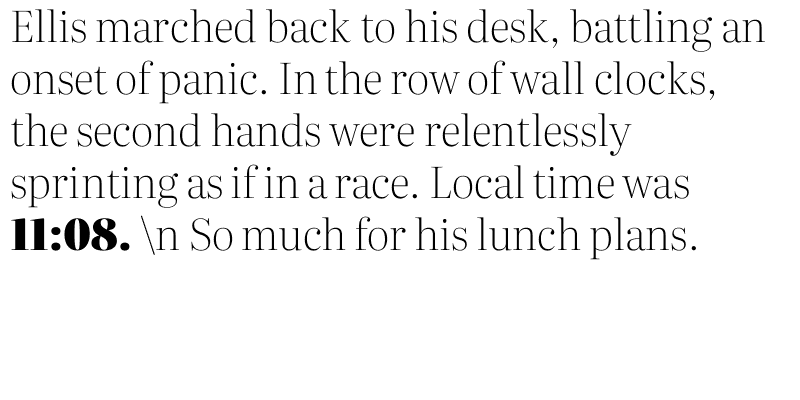 Ellis marched back to his desk, battling an
onset of panic. In the row of wall clocks,
the second hands were relentlessly
sprinting as if in a race. Local time was
11:08. \n So much for his lunch plans.